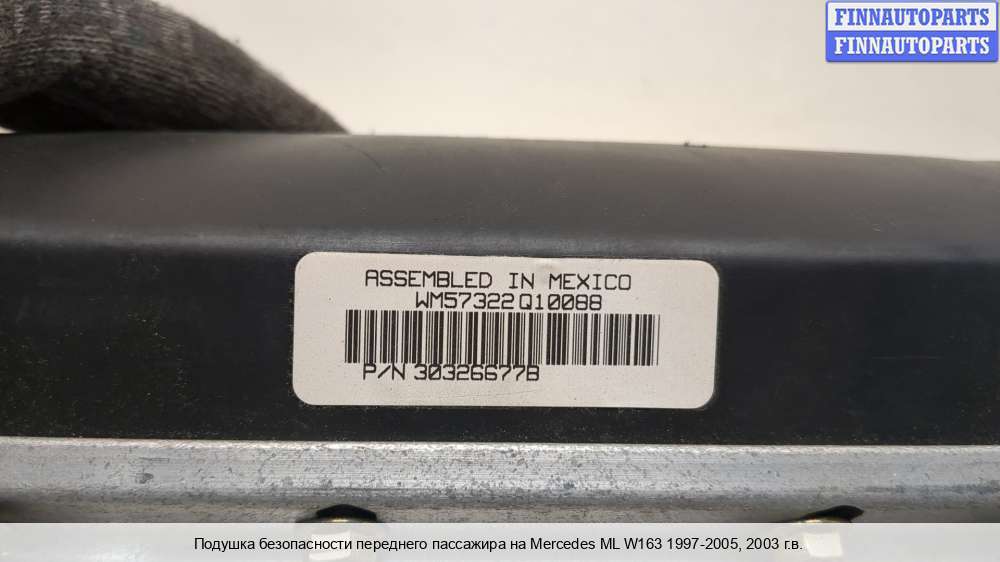 FINNAUTOPARTS
FINNAUTOPARTS
ASSEMBLED IN MEXICO
WM57322Q10088
P/N 30326677B
Подушка безопасности переднего пассажира на Mercedes ML W163 1997-2005, 2003 г.в.